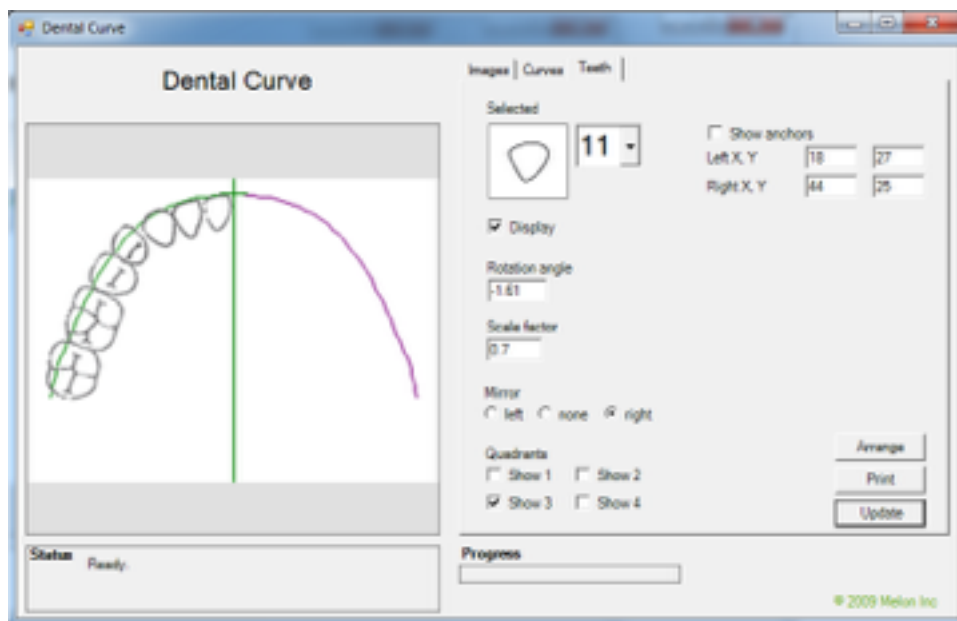 Dental Curve
Dental Curve
Images Curves Teeth
Selected
11
Show anchors
Left X, Y 18 27
Right X, Y 44 25
Display
Rotation angle
-1.61
Scale factor
0.7
Mirror
left none right
Quadrants
Show 1 Show 2
Show 3 Show 4
Arrange
Print
Update
Status
Ready.
Progress
© 2009 Melon Inc